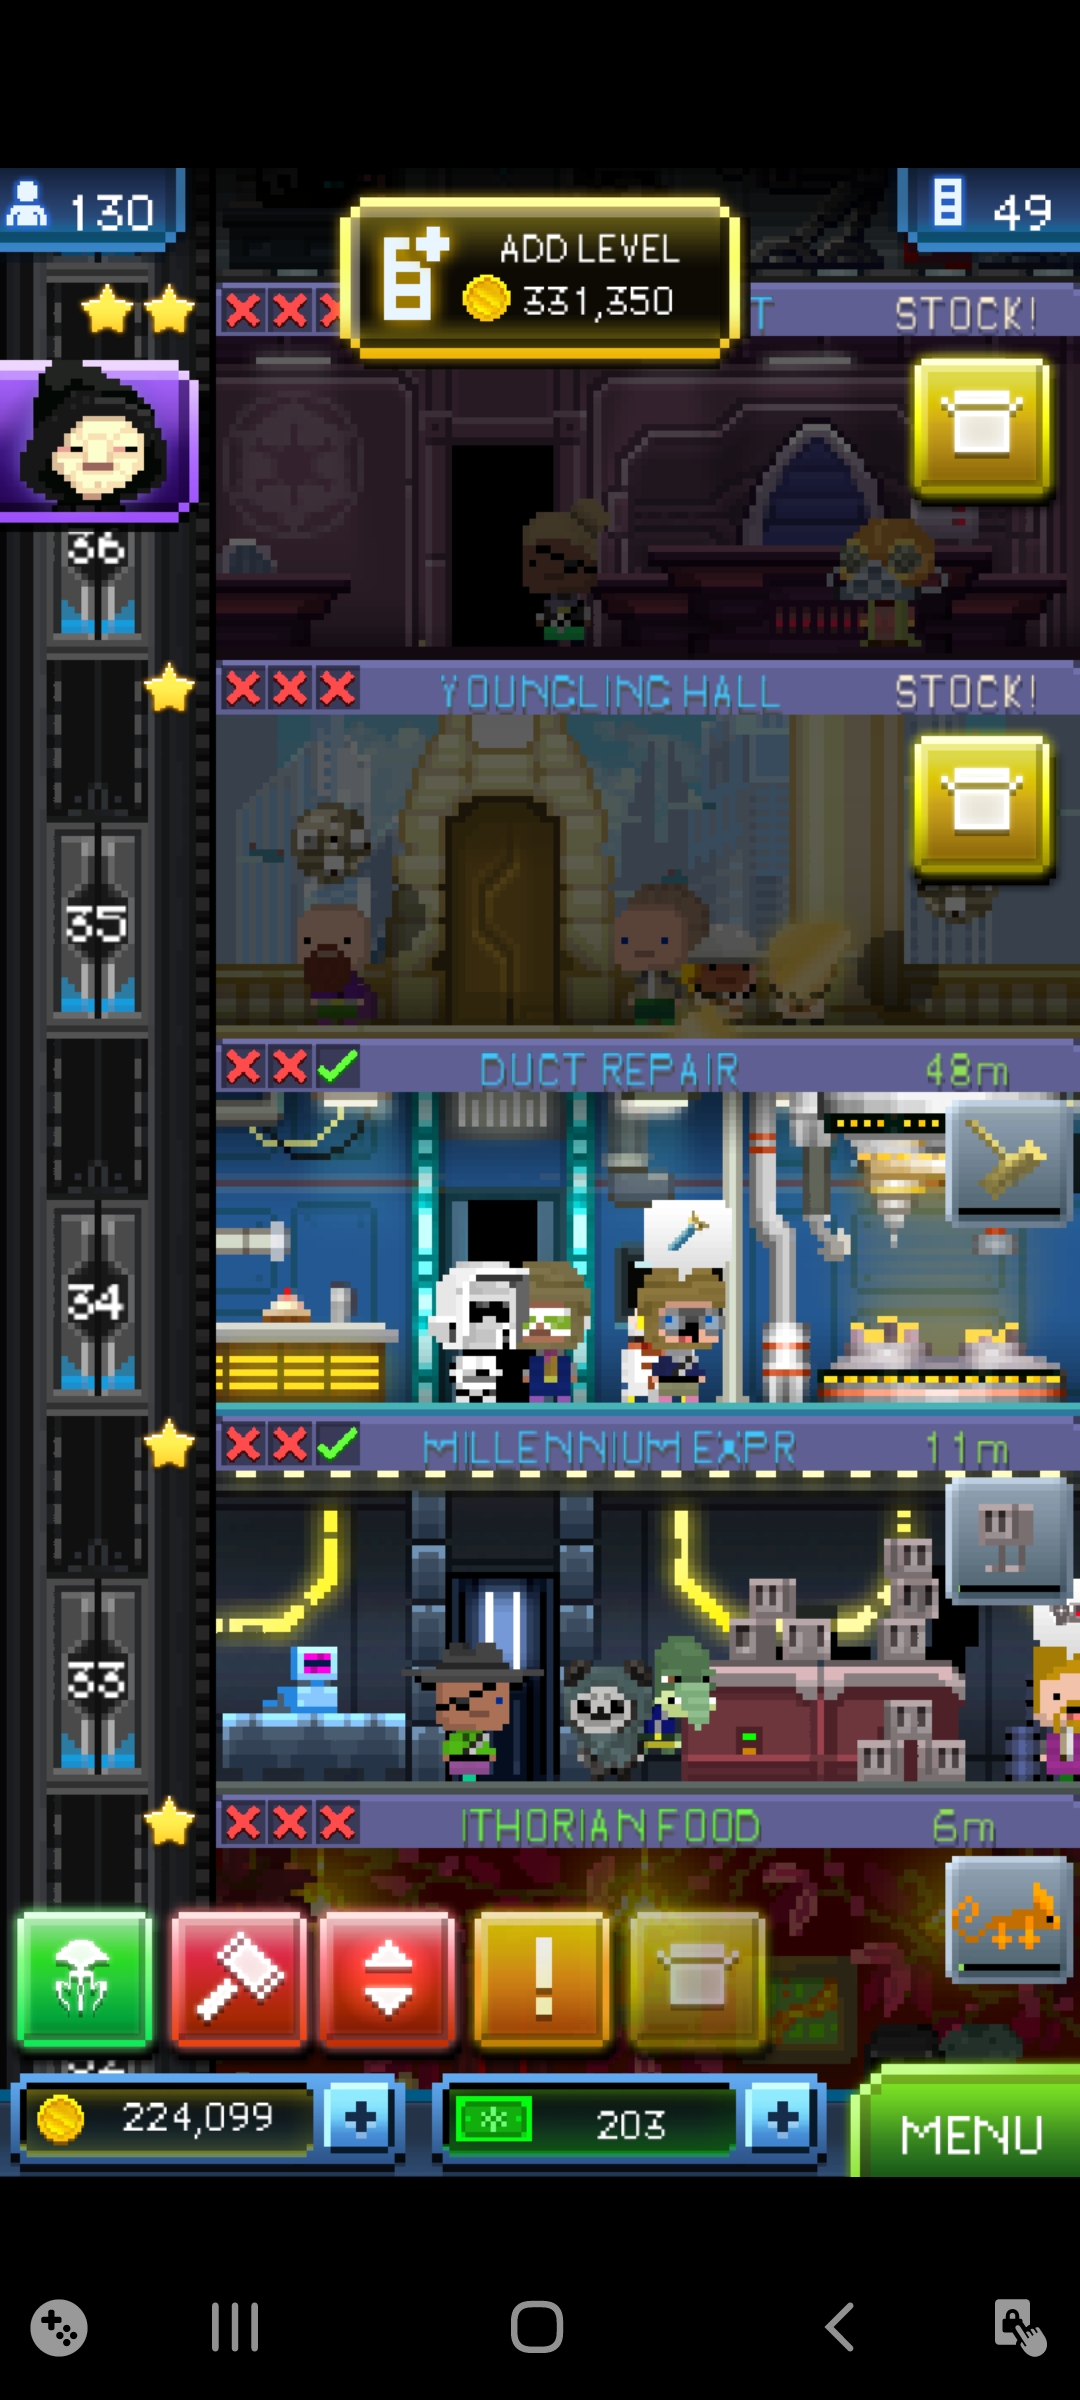 130
49
ADD LEVEL
331,350
T STOCK!
36
YOUNGLING HALL STOCK!
35
DUCT REPAIR 48m
34
MILLENNIUM EXPR 11m
33
ITHORIAN FOOD 6m
!
224,099 +
203 +
MENU